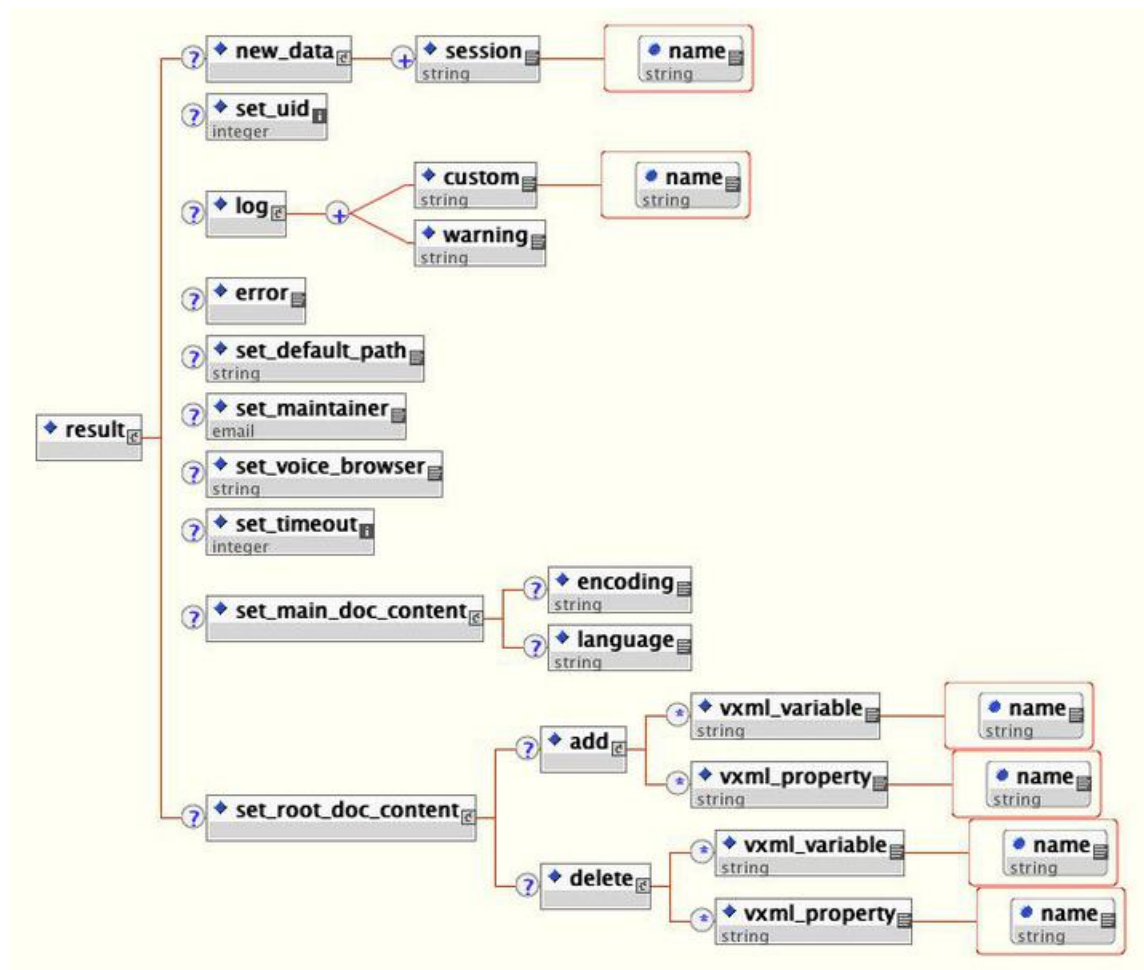 ? new_data + session name
string string
? set_uid
integer
custom name
string string
? log +
warning
string
? error
? set_default_path
string
? set_maintainer
email
result
? set_voice_browser
string
? set_timeout
integer
? encoding
string
? set_main_doc_content
? language
string
* vxml_variable name
string string
? add
* vxml_property name
string string
? set_root_doc_content
* vxml_variable name
string string
? delete
* vxml_property name
string string